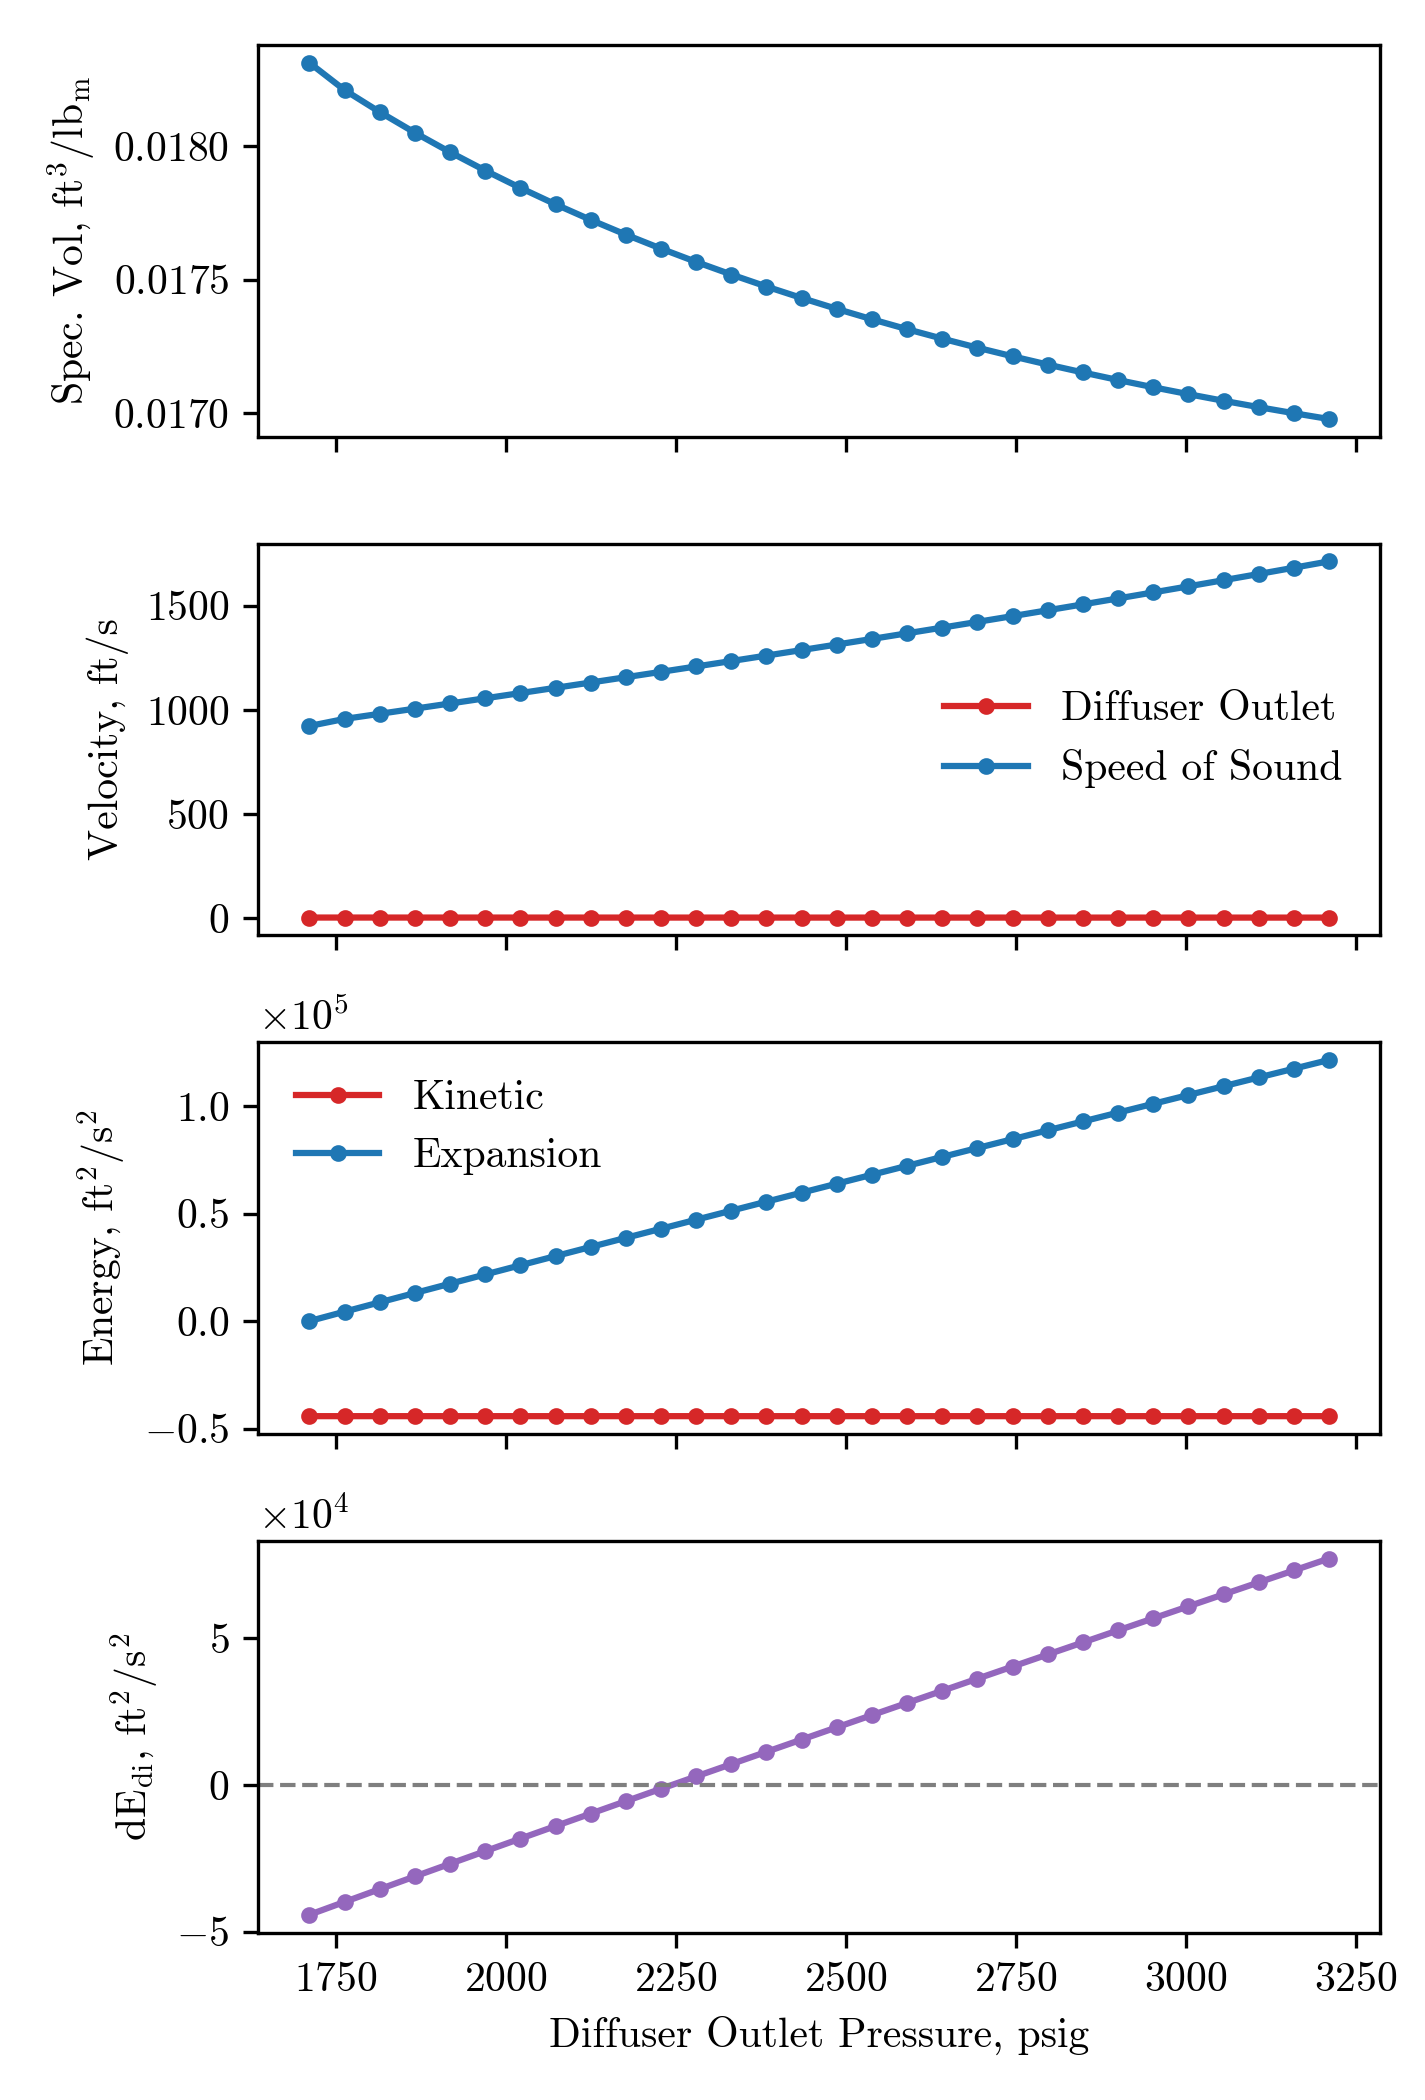 Spec. Vol, ft³/lbₘ
0.0180
0.0175
0.0170
Velocity, ft/s
1500
1000
500
0
Diffuser Outlet
Speed of Sound
×10⁵
Energy, ft²/s²
1.0
0.5
0.0
−0.5
Kinetic
Expansion
×10⁴
dE_di, ft²/s²
5
0
−5
1750 2000 2250 2500 2750 3000 3250
Diffuser Outlet Pressure, psig